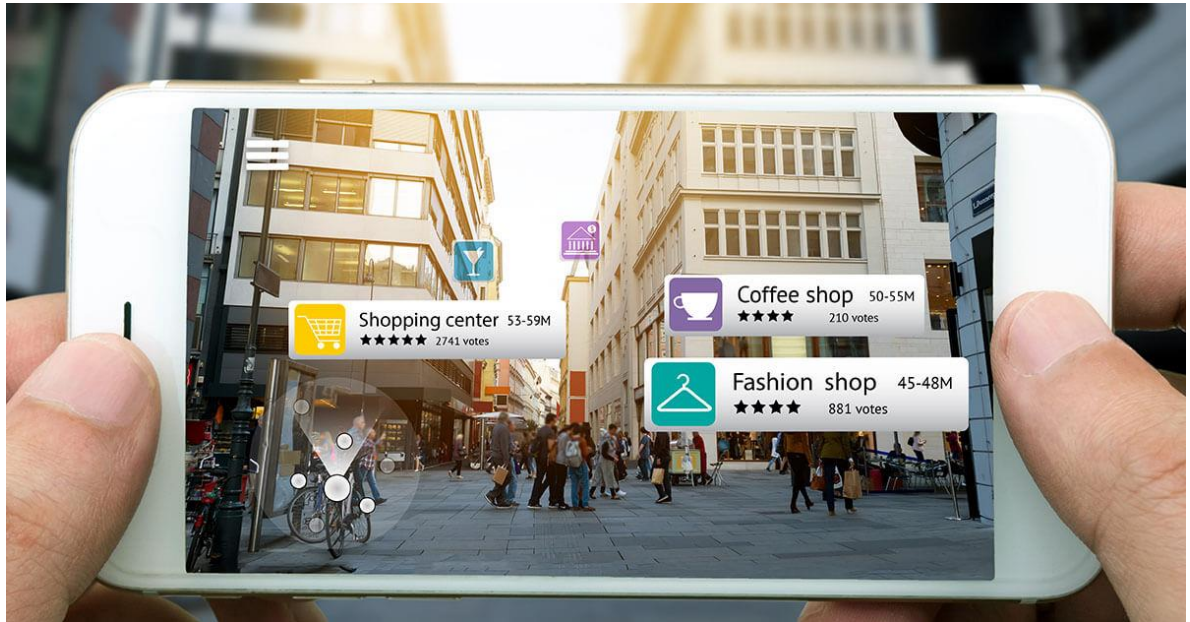 Shopping center 53-59M
★★★★★ 2741 votes
Coffee shop 50-55M
★★★★ 210 votes
Fashion shop 45-48M
★★★★ 881 votes